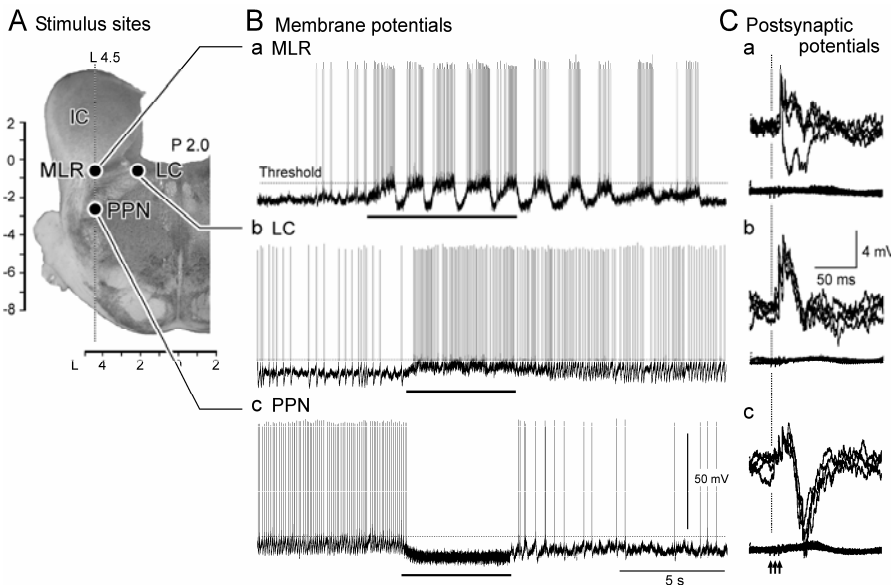 A Stimulus sites
L 4.5
IC
P 2.0
MLR
LC
PPN
2
0
-2
-4
-6
-8
L 4 2 0 2
B Membrane potentials
a MLR
Threshold
b LC
c PPN
50 mV
5 s
C Postsynaptic
potentials
a
b
4 mV
50 ms
c